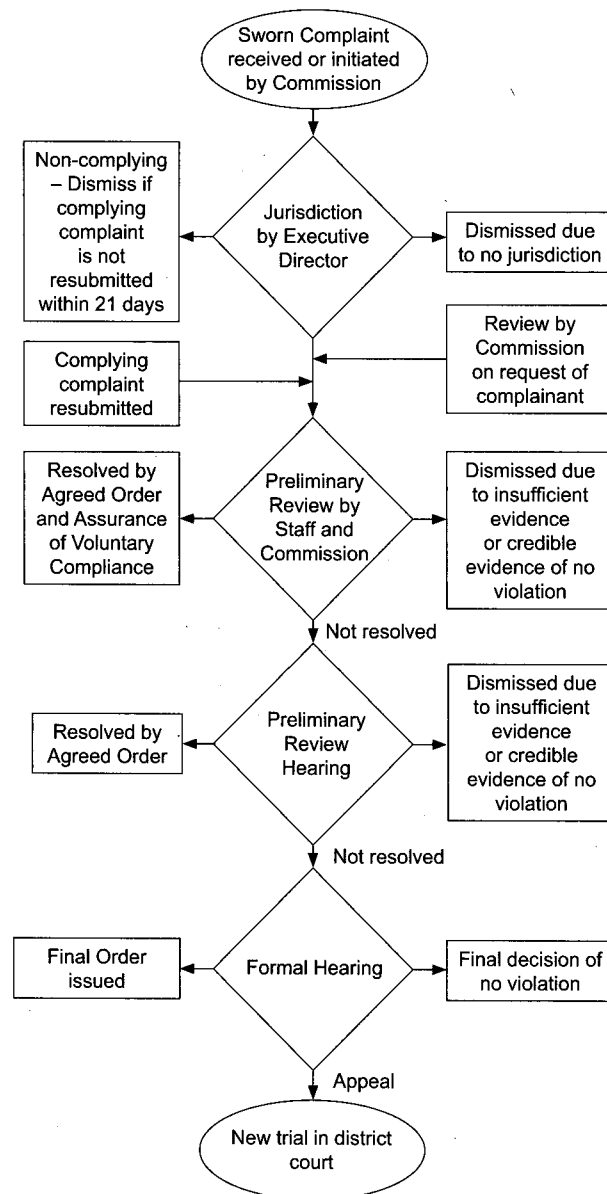 Sworn Complaint
received or initiated
by Commission
Non-complying
– Dismiss if
complying
complaint
is not
resubmitted
within 21 days
Jurisdiction
by Executive
Director
Dismissed due
to no jurisdiction
Review by
Commission
on request of
complainant
Complying
complaint
resubmitted
Resolved by
Agreed Order
and Assurance
of Voluntary
Compliance
Preliminary
Review by
Staff and
Commission
Dismissed due
to insufficient
evidence
or credible
evidence of no
violation
Not resolved
Resolved by
Agreed Order
Preliminary
Review
Hearing
Dismissed due
to insufficient
evidence
or credible
evidence of no
violation
Not resolved
Final Order
issued
Formal Hearing
Final decision of
no violation
Appeal
New trial in district
court